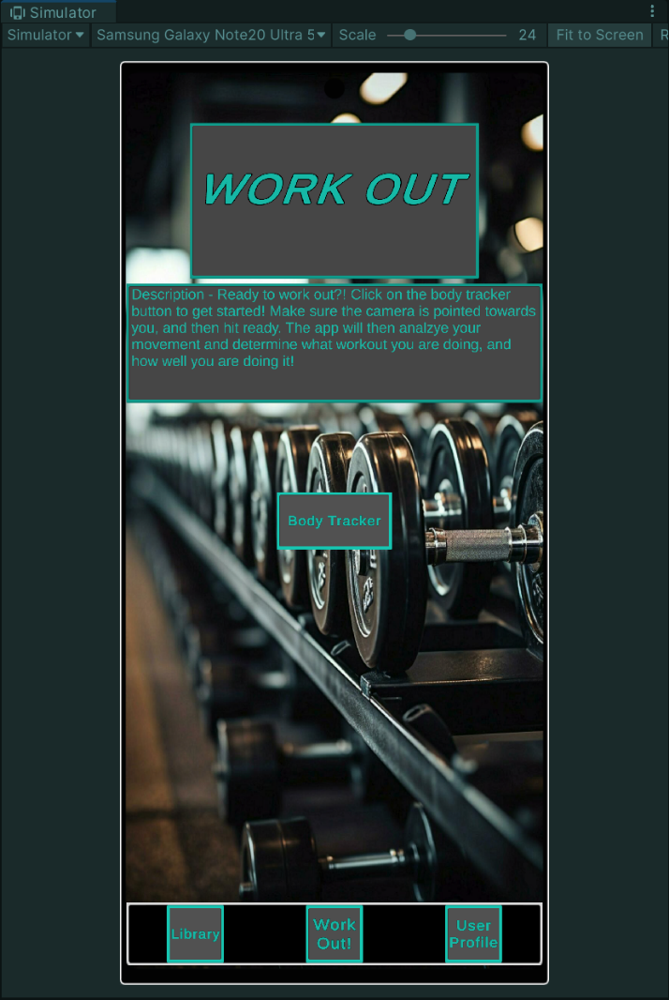 Simulator
Simulator Samsung Galaxy Note20 Ultra 5 Scale 24 Fit to Screen R
WORK OUT
Description - Ready to work out?! Click on the body tracker
button to get started! Make sure the camera is pointed towards
you, and then hit ready. The app will then analzye your
movement and determine what workout you are doing, and
how well you are doing it!
Body Tracker
Library
Work
Out!
User
Profile